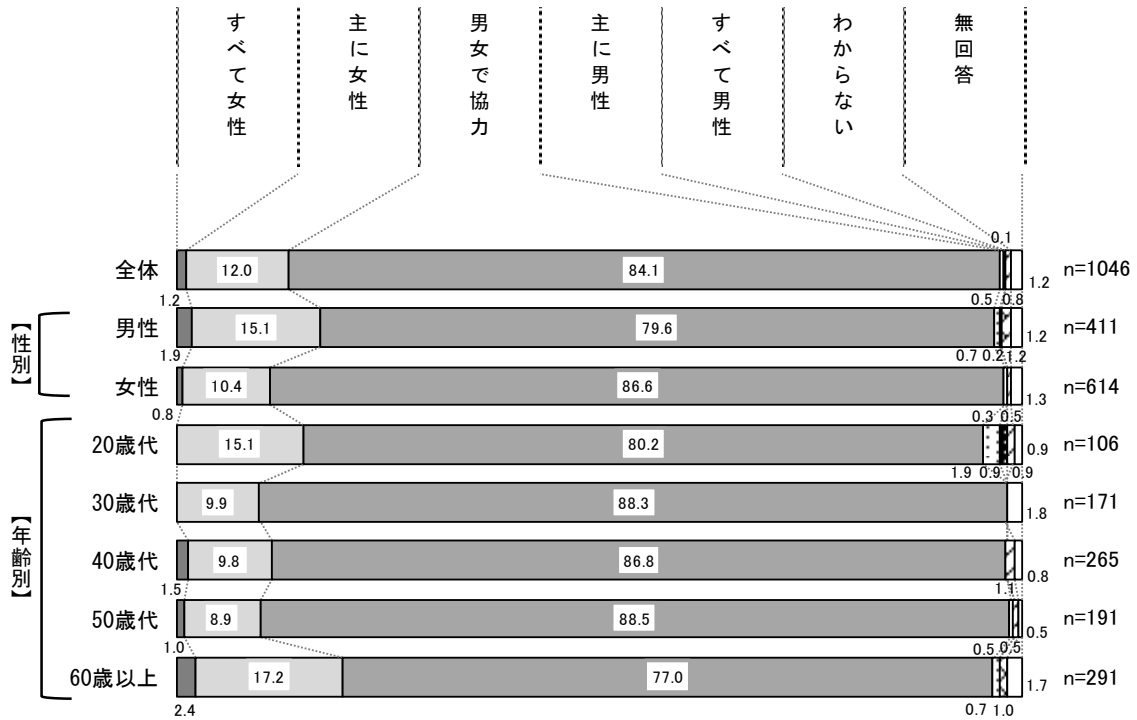 すべて女性
主に女性
男女で協力
主に男性
すべて男性
わからない
無回答
0.1
全体
12.0
84.1
1.2
n=1046
1.2
0.5
0.8
【性別】
男性
15.1
79.6
1.2
n=411
1.9
0.7
0.2
1.2
女性
10.4
86.6
1.3
n=614
0.8
0.3
0.5
【年齢別】
20歳代
15.1
80.2
0.9
n=106
1.9
0.9
0.9
30歳代
9.9
88.3
1.8
n=171
40歳代
9.8
86.8
0.8
n=265
1.5
1.1
50歳代
8.9
88.5
0.5
n=191
1.0
0.5
0.5
60歳以上
17.2
77.0
1.7
n=291
2.4
0.7
1.0